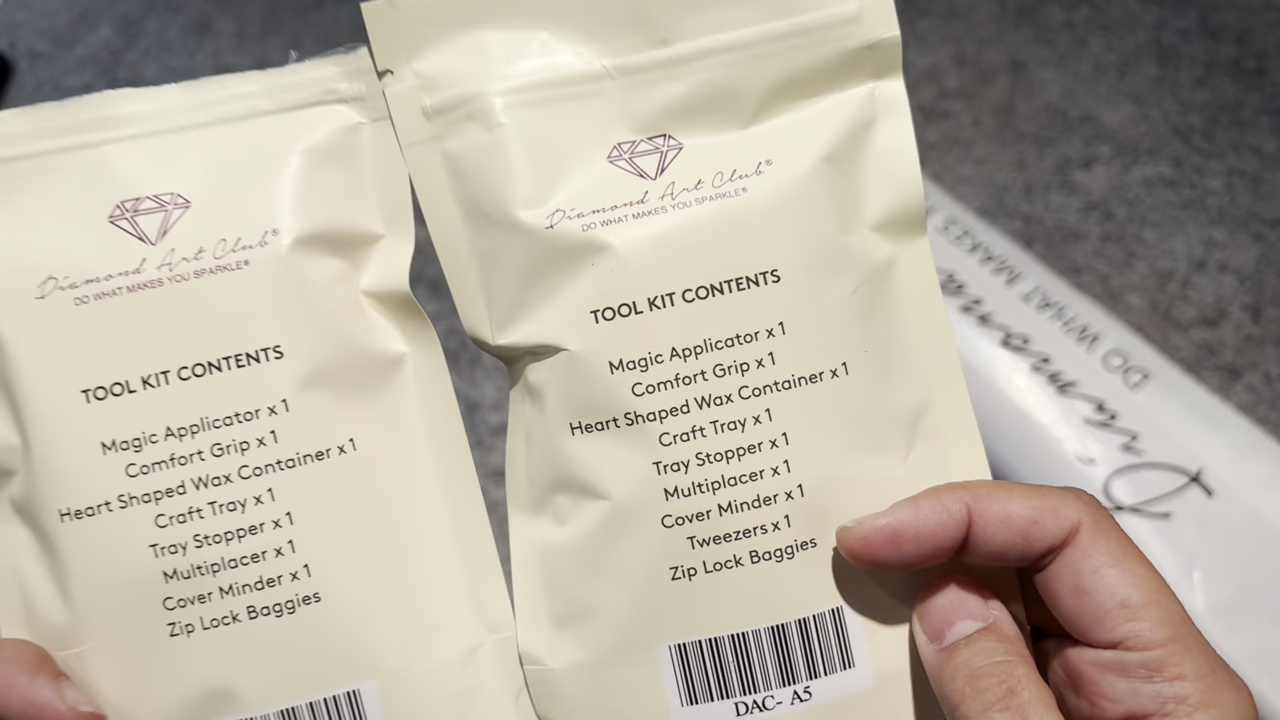 Diamond Art Club®
DO WHAT MAKES YOU SPARKLE®
TOOL KIT CONTENTS
Magic Applicator x 1
Comfort Grip x 1
Heart Shaped Wax Container x 1
Craft Tray x 1
Tray Stopper x 1
Multiplacer x 1
Cover Minder x 1
Zip Lock Baggies
Diamond Art Club®
DO WHAT MAKES YOU SPARKLE®
TOOL KIT CONTENTS
Magic Applicator x 1
Comfort Grip x 1
Heart Shaped Wax Container x 1
Craft Tray x 1
Tray Stopper x 1
Multiplacer x 1
Cover Minder x 1
Tweezers x 1
Zip Lock Baggies
DAC- A5
Diamond
DO WHAT MAKES